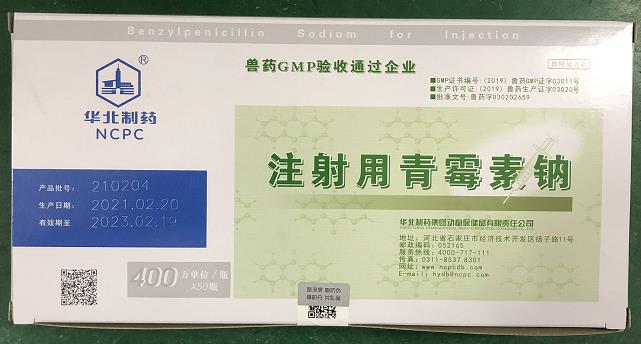 Benzylpenicillin Sodium for Injection
兽药GMP验收通过企业
兽用处方药
®
华北制药
NCPC
■GMP证书编号:(2019)兽药GMP证字03011号
■生产许可证:(2019)兽药生产证字03020号
■批准文号:兽药字030202659
注射用青霉素钠
产品批号: 210204
生产日期: 2021.02.20
有效期至: 2023.02.19
华北制药集团动物保健品有限责任公司
地址:河北省石家庄市经济技术开发区扬子路11号
邮政编码:052165
服务热线:4000-717-111
传真:0311-8537 8301
网址:www.ncpcdb.com
E-mail:hydb@ncpc.com
400万单位/瓶
X50瓶